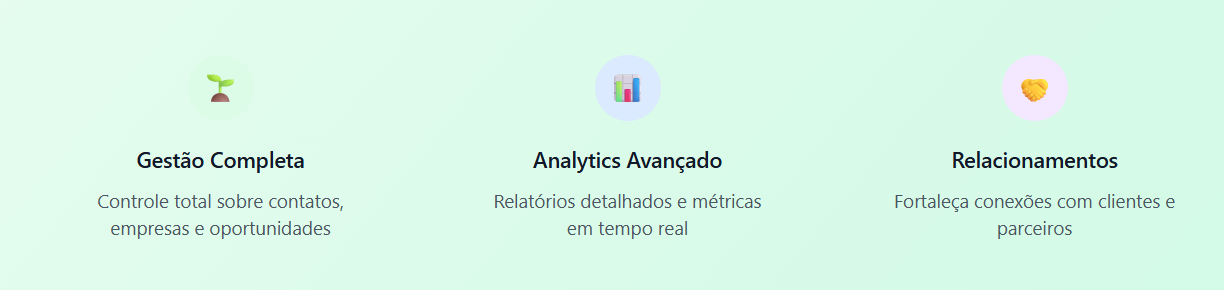 Gestão Completa
Controle total sobre contatos,
empresas e oportunidades
Analytics Avançado
Relatórios detalhados e métricas
em tempo real
Relacionamentos
Fortaleça conexões com clientes e
parceiros